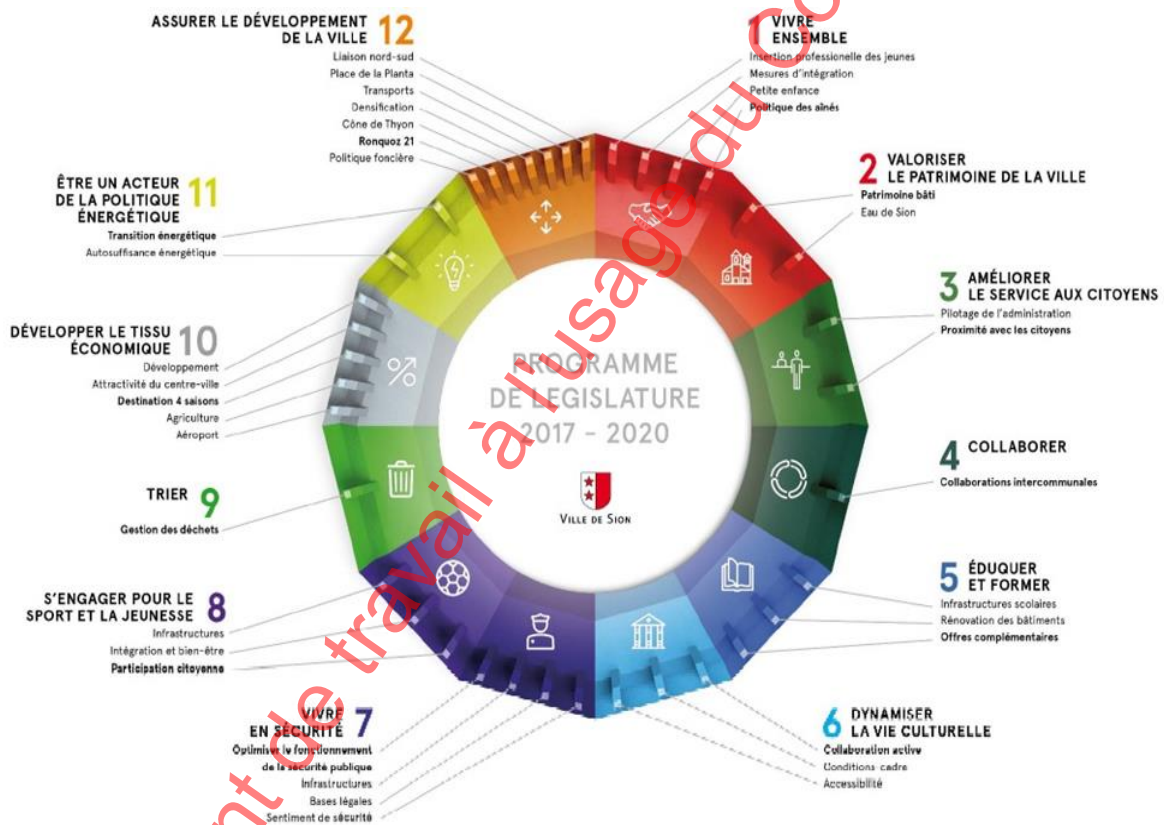 ASSURER LE DÉVELOPPEMENT
DE LA VILLE 12
Liaison nord-sud
Place de la Planta
Transports
Densification
Cône de Thyon
Ronquoz 21
Politique foncière
1 VIVRE
ENSEMBLE
Insertion professionelle des jeunes
Mesures d'intégration
Petite enfance
Politique des aînés
2 VALORISER
LE PATRIMOINE DE LA VILLE
Patrimoine bâti
Eau de Sion
3 AMÉLIORER
LE SERVICE AUX CITOYENS
Pilotage de l'administration
Proximité avec les citoyens
4 COLLABORER
Collaborations intercommunales
5 ÉDUQUER
ET FORMER
Infrastructures scolaires
Rénovation des bâtiments
Offres complémentaires
6 DYNAMISER
LA VIE CULTURELLE
Collaboration active
Conditions-cadre
Accessibilité
VIVRE
EN SÉCURITÉ 7
Optimiser le fonctionnement
de la sécurité publique
Infrastructures
Bases légales
Sentiment de sécurité
S'ENGAGER POUR LE
SPORT ET LA JEUNESSE 8
Infrastructures
Intégration et bien-être
Participation citoyenne
TRIER 9
Gestion des déchets
DÉVELOPPER LE TISSU
ÉCONOMIQUE 10
Développement
Attractivité du centre-ville
Destination 4 saisons
Agriculture
Aéroport
ÊTRE UN ACTEUR
DE LA POLITIQUE
ÉNERGÉTIQUE 11
Transition énergétique
Autosuffisance énergétique
PROGRAMME
DE LEGISLATURE
2017 - 2020
VILLE DE SION
nt de travail à l'usage du Co